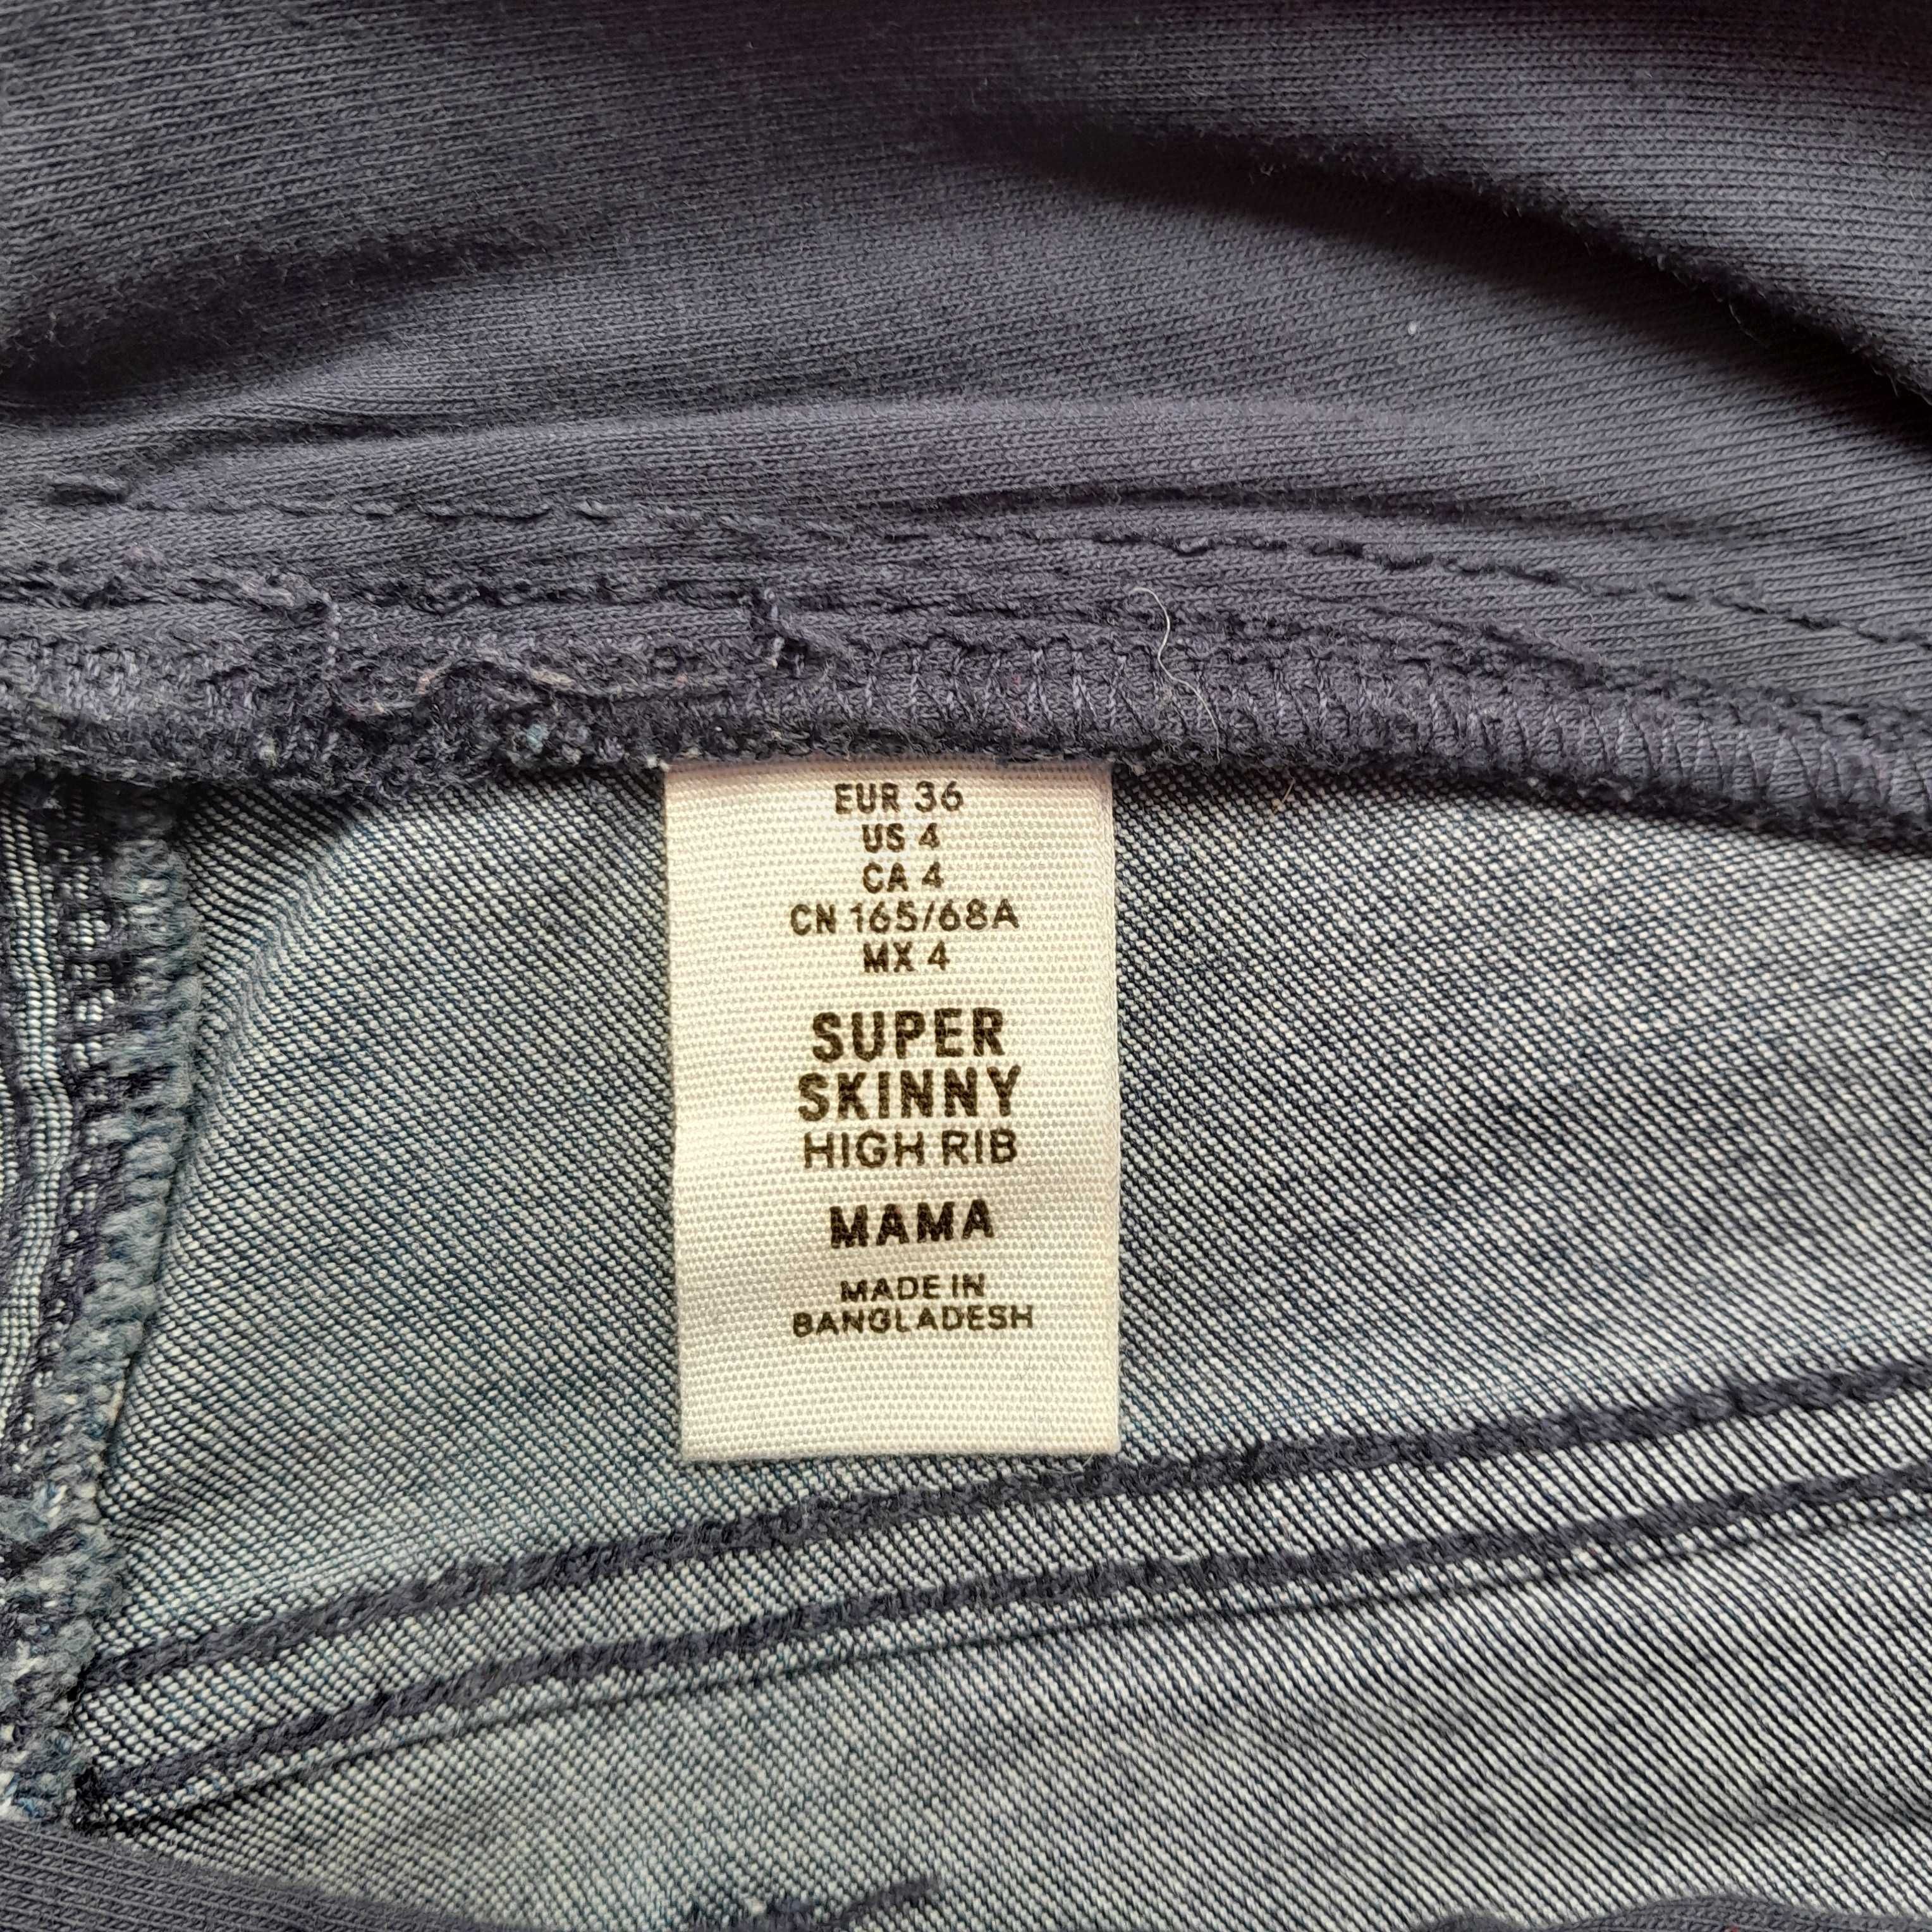 EUR 36
US 4
CA 4
CN 165/68A
MX 4
SUPER
SKINNY
HIGH RIB
MAMA
MADE IN
BANGLADESH